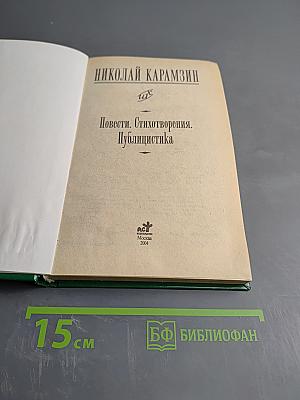 НИКОЛАЙ КАРАМЗИН
Повести. Стихотворения.
Публицистика
АСТ
Москва
2004
15 см
БФ БИБЛИОФАН